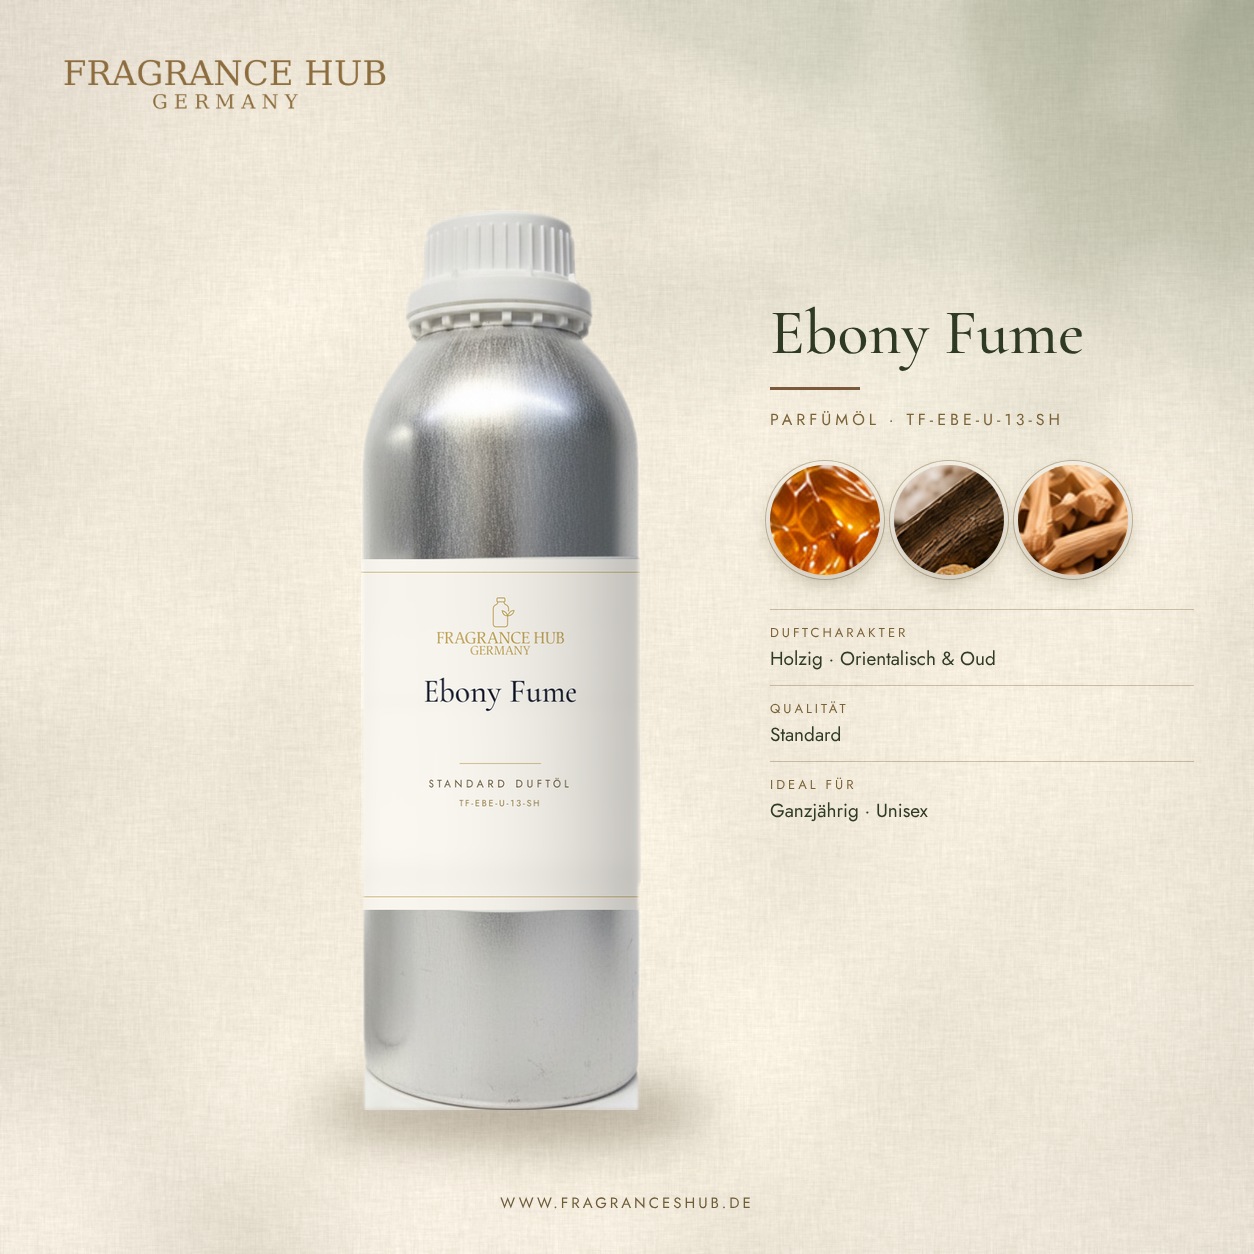 FRAGRANCE HUB
GERMANY
Ebony Fume
PARFÜMÖL · TF-EBE-U-13-SH
DUFTCHARAKTER
Holzig · Orientalisch & Oud
QUALITÄT
Standard
IDEAL FÜR
Ganzjährig · Unisex
FRAGRANCE HUB
GERMANY
Ebony Fume
STANDARD DUFTÖL
TF-EBE-U-13-SH
WWW.FRAGRANCESHUB.DE